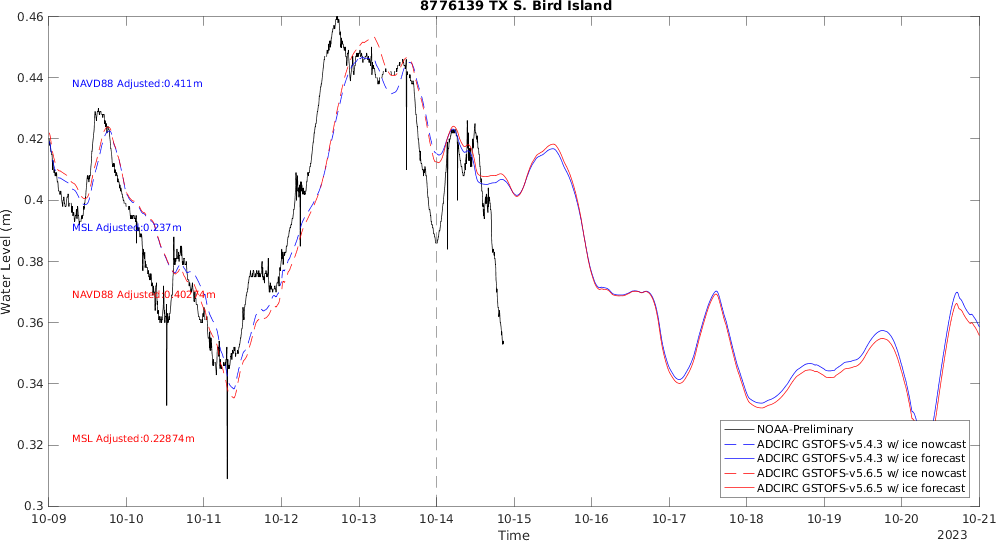 8776139 TX S. Bird Island
Water Level (m)
0.46
0.44
0.42
0.4
0.38
0.36
0.34
0.32
0.3
NAVD88 Adjusted:0.411m
MSL Adjusted:0.237m
MSL Adjusted:0.22874m
NOAA-Preliminary
ADCIRC GSTOFS-v5.4.3 w/ ice nowcast
ADCIRC GSTOFS-v5.4.3 w/ ice forecast
ADCIRC GSTOFS-v5.6.5 w/ ice nowcast
ADCIRC GSTOFS-v5.6.5 w/ ice forecast
10-09 10-10 10-11 10-12 10-13 10-14 10-15 10-16 10-17 10-18 10-19 10-20 10-21
Time
2023